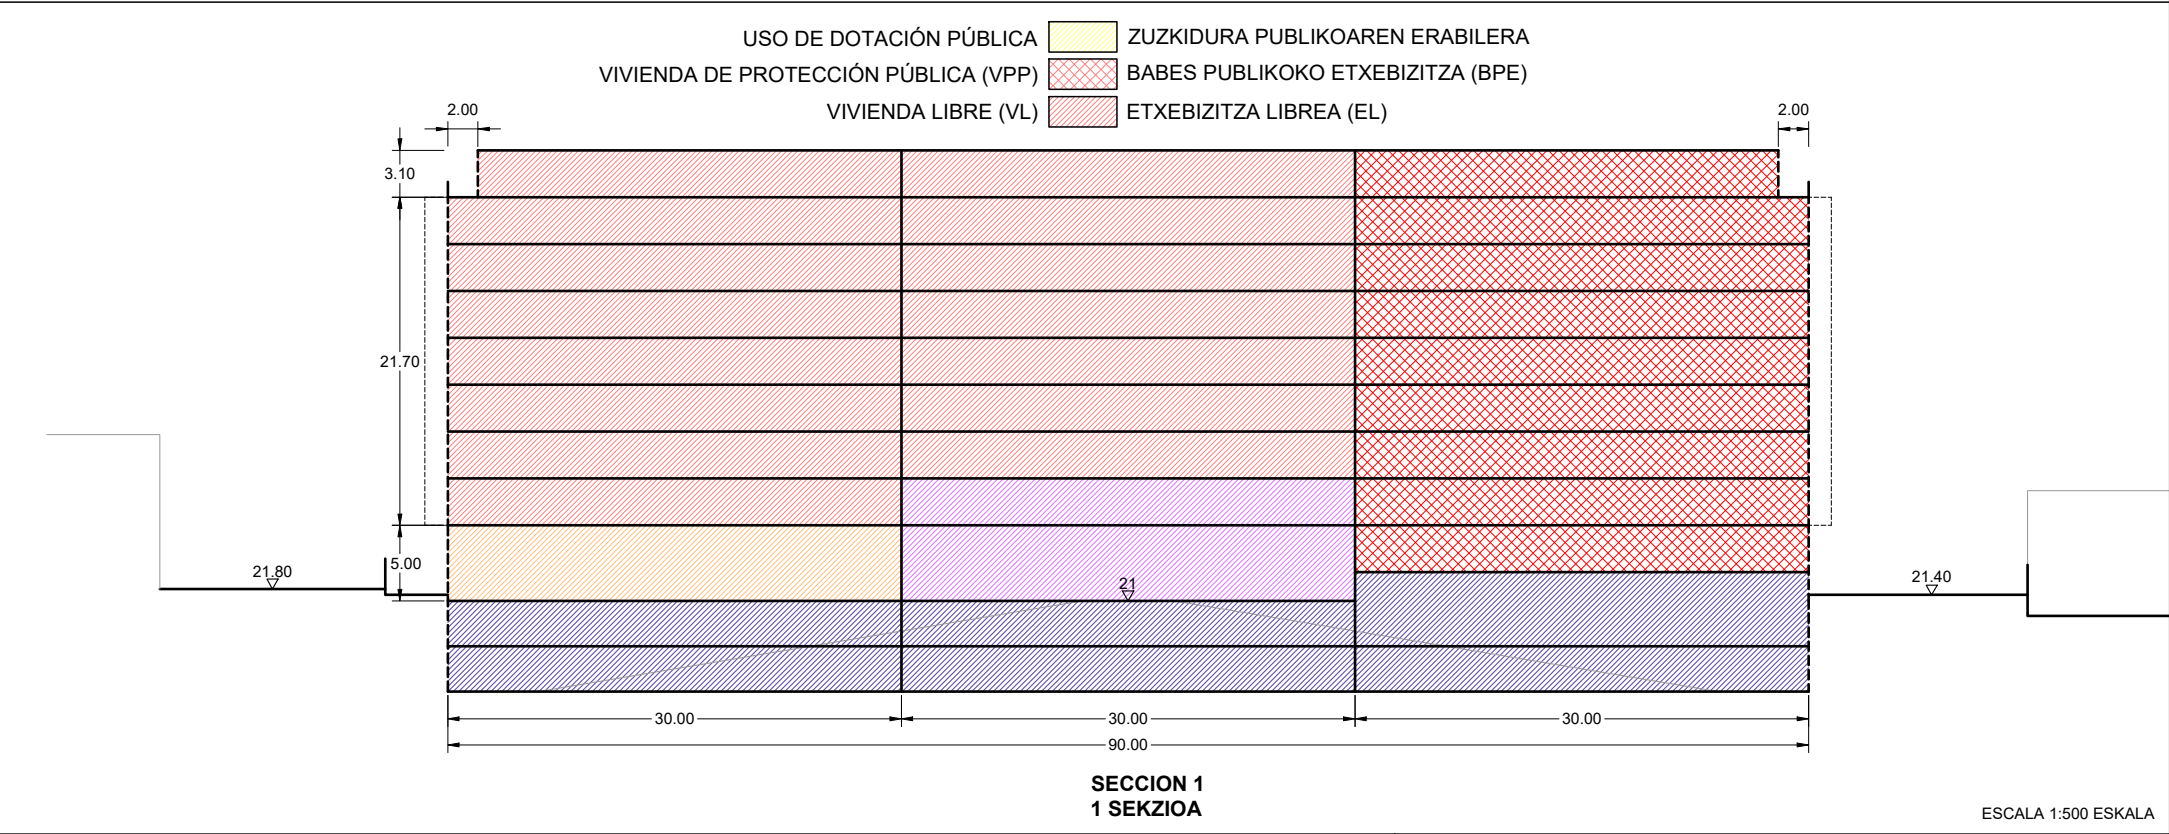 USO DE DOTACIÓN PÚBLICA ZUZKIDURA PUBLIKOAREN ERABILERA
VIVIENDA DE PROTECCIÓN PÚBLICA (VPP) BABES PUBLIKOKO ETXEBIZITZA (BPE)
VIVIENDA LIBRE (VL) ETXEBIZITZA LIBREA (EL)
2.00
2.00
3.10
21.70
5.00
21.80
21
21.40
30.00 30.00 30.00
90.00
SECCION 1
1 SEKZIOA
ESCALA 1:500 ESKALA